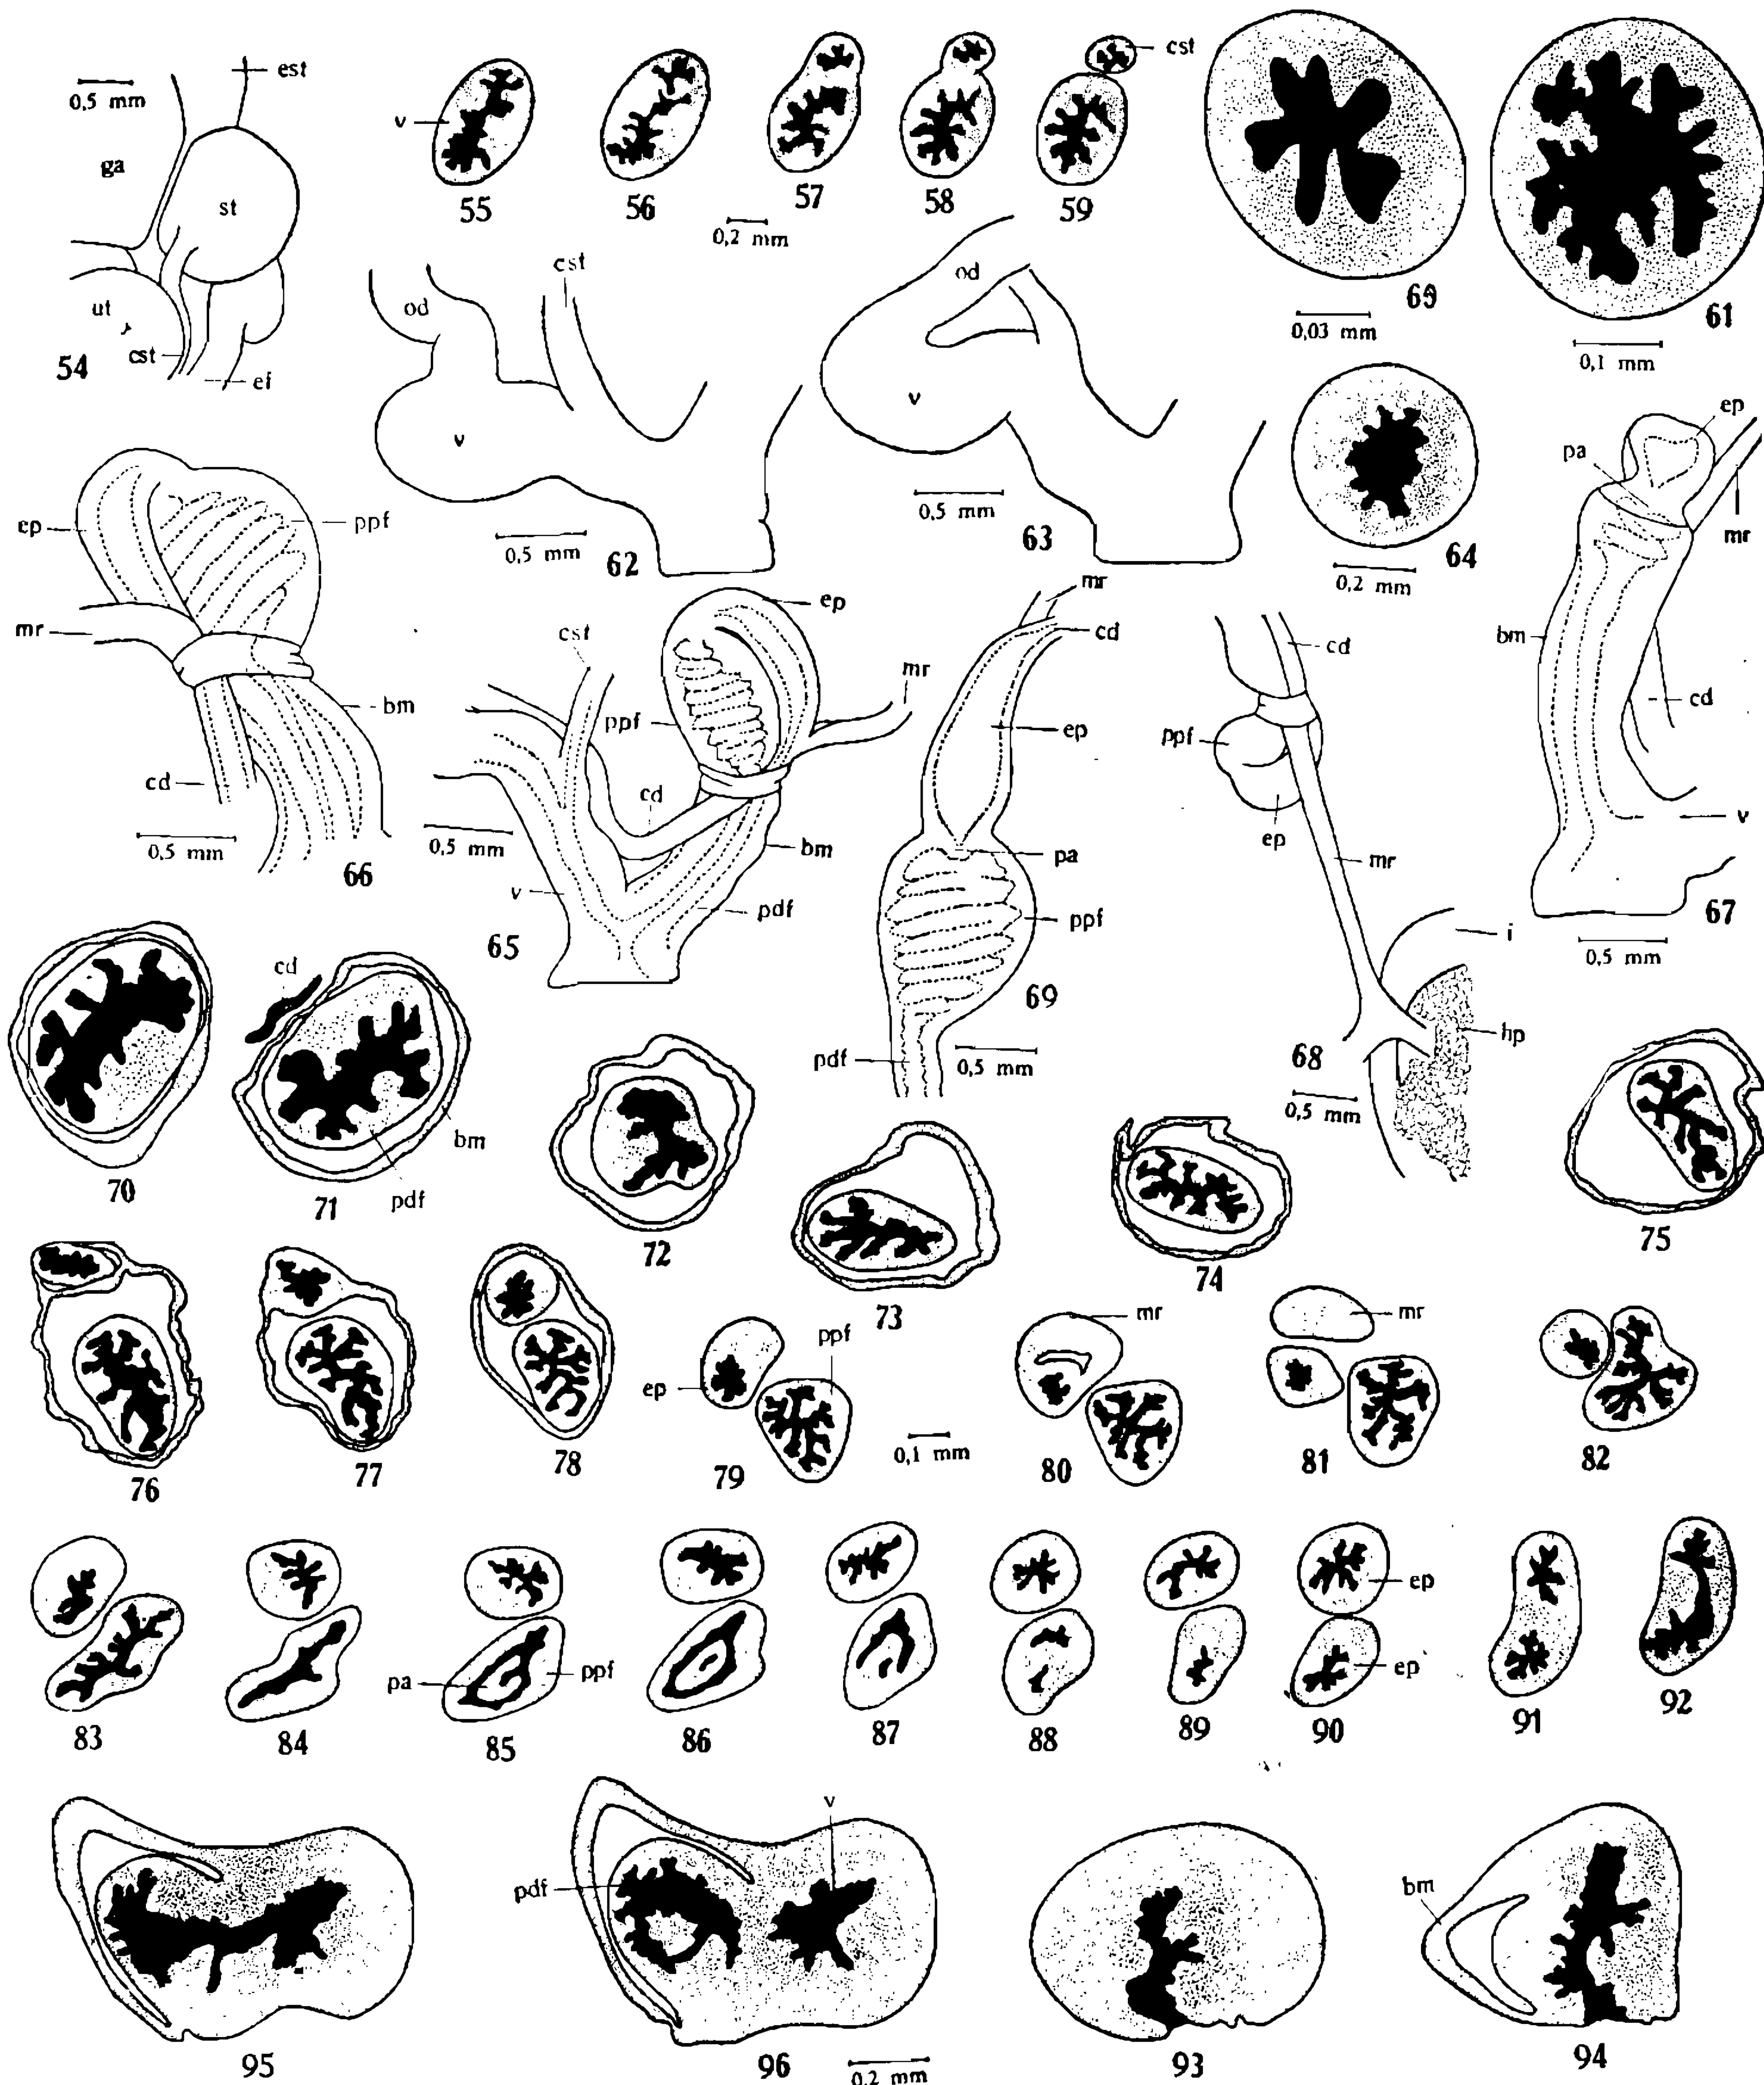 0,5 mm
est
ga
st
ut
cst
ef
54
v
55
56
57
58
cst
59
0,2 mm
60
0,03 mm
61
0,1 mm
od
cst
v
0,5 mm
62
od
v
0,5 mm
63
64
0,2 mm
ep
pa
mr
bm
cd
v
67
0,5 mm
ep
ppf
mr
bm
cd
0,5 mm
66
cst
ep
mr
ppf
cd
0,5 mm
bm
v
pdf
65
mr
cd
ep
pa
ppf
69
pdf
0,5 mm
cd
ppf
ep
mr
i
hp
68
0,5 mm
70
cd
bm
pdf
71
72
73
74
75
76
77
78
ep
ppf
79
0,1 mm
mr
80
mr
81
82
83
84
pa
ppf
85
86
87
88
89
ep
ep
90
91
92
95
pdf
v
96
0,2 mm
93
bm
94